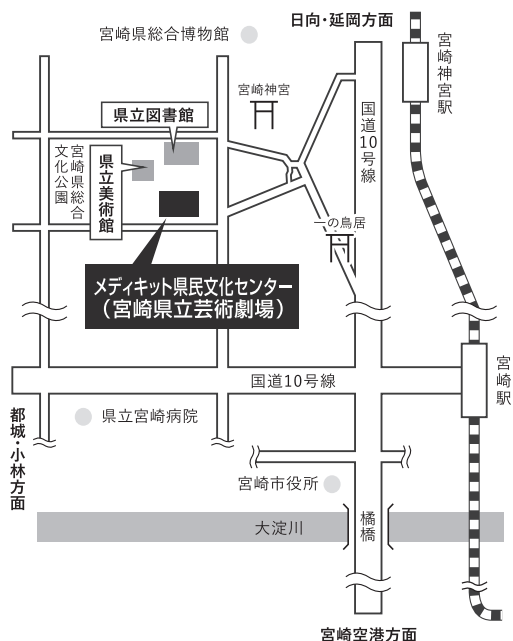 日向・延岡方面
宮崎県総合博物館
宮崎神宮駅
宮崎神宮
国道10号線
県立図書館
宮崎県総合
文化公園
県立美術館
一の鳥居
メディキット県民文化センター
（宮崎県立芸術劇場）
宮崎駅
国道10号線
都城・小林方面
県立宮崎病院
宮崎市役所
大淀川
橘橋
宮崎空港方面